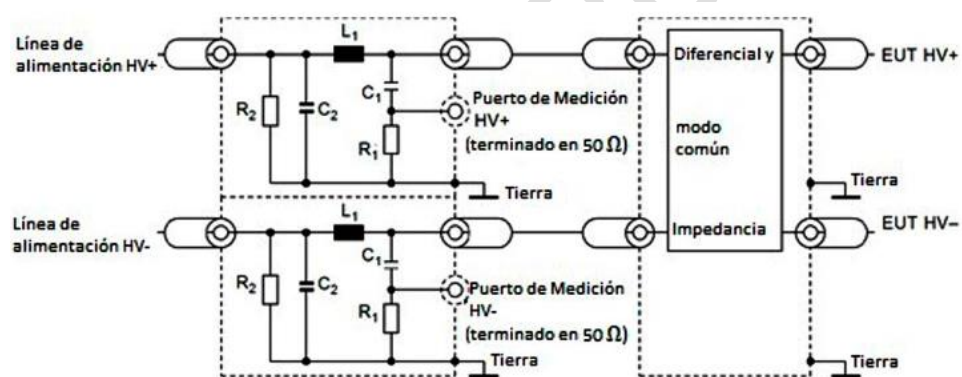 Línea de
alimentación HV+
L₁
R₂
C₂
C₁
R₁
Puerto de Medición
HV+
(terminado en 50 Ω)
Tierra
Diferencial y
modo
común
Impedancia
EUT HV+
Tierra
Línea de
alimentación HV-
L₁
R₂
C₂
C₁
R₁
Puerto de Medición
HV-
(terminado en 50 Ω)
Tierra
EUT HV–
Tierra